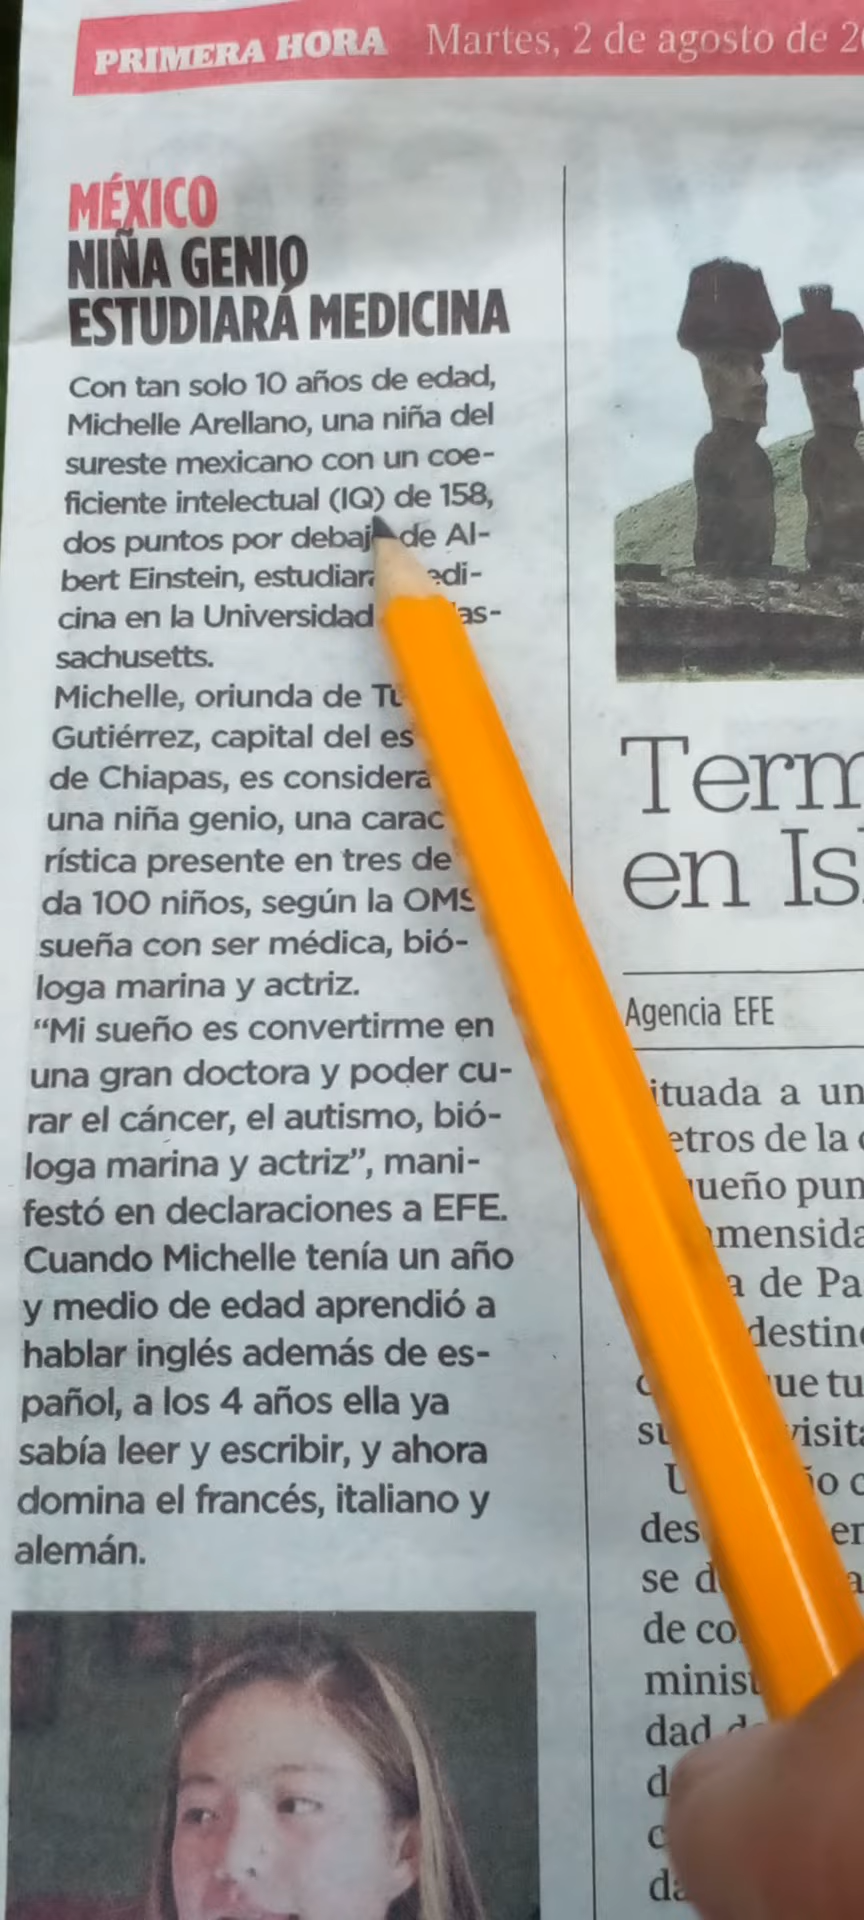 PRIMERA HORA Martes, 2 de agosto de
MÉXICO
NIÑA GENIO
ESTUDIARÁ MEDICINA
Con tan solo 10 años de edad,
Michelle Arellano, una niña del
sureste mexicano con un coe-
ficiente intelectual (IQ) de 158,
dos puntos por debaj de Al-
bert Einstein, estudiar edi-
cina en la Universidad as-
sachusetts.
Michelle, oriunda de
Gutiérrez, capital del es
de Chiapas, es considera
una niña genio, una carac
rística presente en tres de
da 100 niños, según la OMS
sueña con ser médica, bió-
loga marina y actriz.
“Mi sueño es convertirme en
una gran doctora y poder cu-
rar el cáncer, el autismo, bió-
loga marina y actriz”, mani-
festó en declaraciones a EFE.
Cuando Michelle tenía un año
y medio de edad aprendió a
hablar inglés además de es-
pañol, a los 4 años ella ya
sabía leer y escribir, y ahora
domina el francés, italiano y
alemán.
Term
en Is
Agencia EFE
ituada a un
etros de la
ueño pun
mensida
a de Pa
destin
ue tu
su visita
des en
se d
de co
minist
dad